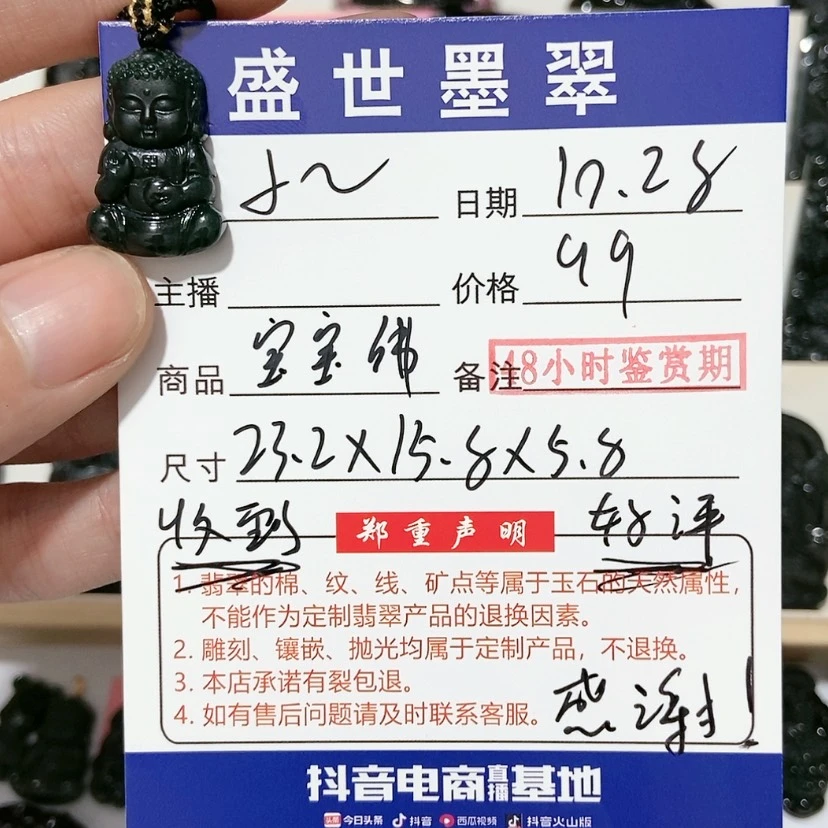 盛世墨翠
日期 10.28
主播 价格 99
商品 宝宝佛 备注 48小时鉴赏期
尺寸 23.2X15.8X5.8
收到 郑重声明 好评
1. 翡翠的棉、纹、线、矿点等属于玉石的天然属性，
不能作为定制翡翠产品的退换因素。
2. 雕刻、镶嵌、抛光均属于定制产品，不退换。
3. 本店承诺有裂包退。
4. 如有售后问题请及时联系客服。
感谢！
抖音电商直播基地
头条 今日头条 抖音 西瓜视频 抖音火山版